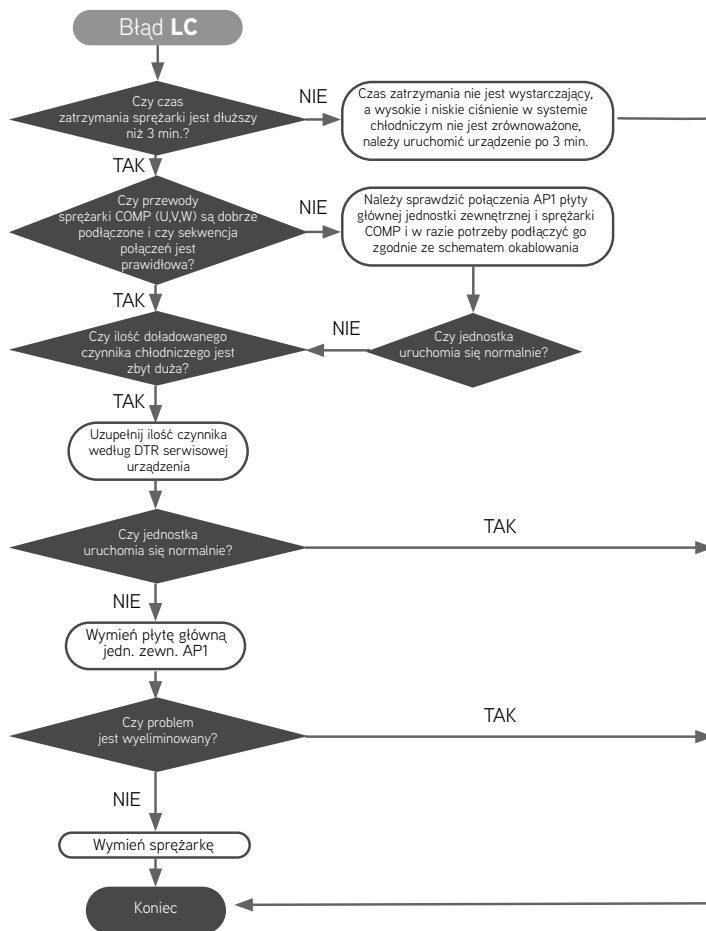 Błąd LC
Czy czas
zatrzymania sprężarki jest dłuższy
niż 3 min.?
NIE
Czas zatrzymania nie jest wystarczający,
a wysokie i niskie ciśnienie w systemie
chłodniczym nie jest zrównoważone,
należy uruchomić urządzenie po 3 min.
TAK
Czy przewody
sprężarki COMP (U,V,W) są dobrze
podłączone i czy sekwencja
połączeń jest
prawidłowa?
NIE
Należy sprawdzić połączenia AP1 płyty
głównej jednostki zewnętrznej i sprężarki
COMP i w razie potrzeby podłączyć go
zgodnie ze schematem okablowania
TAK
Czy ilość doładowanego
czynnika chłodniczego jest
zbyt duża?
NIE
Czy jednostka
uruchomia się normalnie?
TAK
Uzupełnij ilość czynnika
według DTR serwisowej
urządzenia
Czy jednostka
uruchomia się normalnie?
TAK
NIE
Wymień płytę główną
jedn. zewn. AP1
Czy problem
jest wyeliminowany?
TAK
NIE
Wymień sprężarkę
Koniec